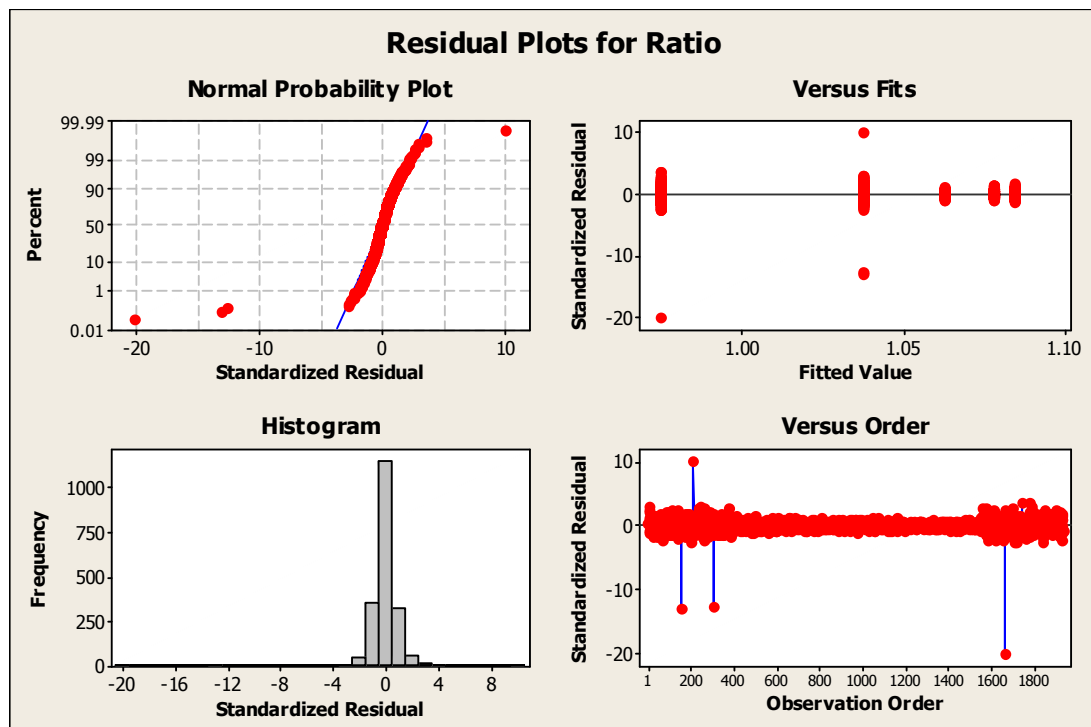 Residual Plots for Ratio
Normal Probability Plot
99.99
99
90
50
10
1
0.01
Percent
-20 -10 0 10
Standardized Residual
Versus Fits
10
0
-10
-20
Standardized Residual
1.00 1.05 1.10
Fitted Value
Histogram
1000
750
500
250
0
Frequency
-20 -16 -12 -8 -4 0 4 8
Standardized Residual
Versus Order
10
0
-10
-20
Standardized Residual
1 200 400 600 800 1000 1200 1400 1600 1800
Observation Order